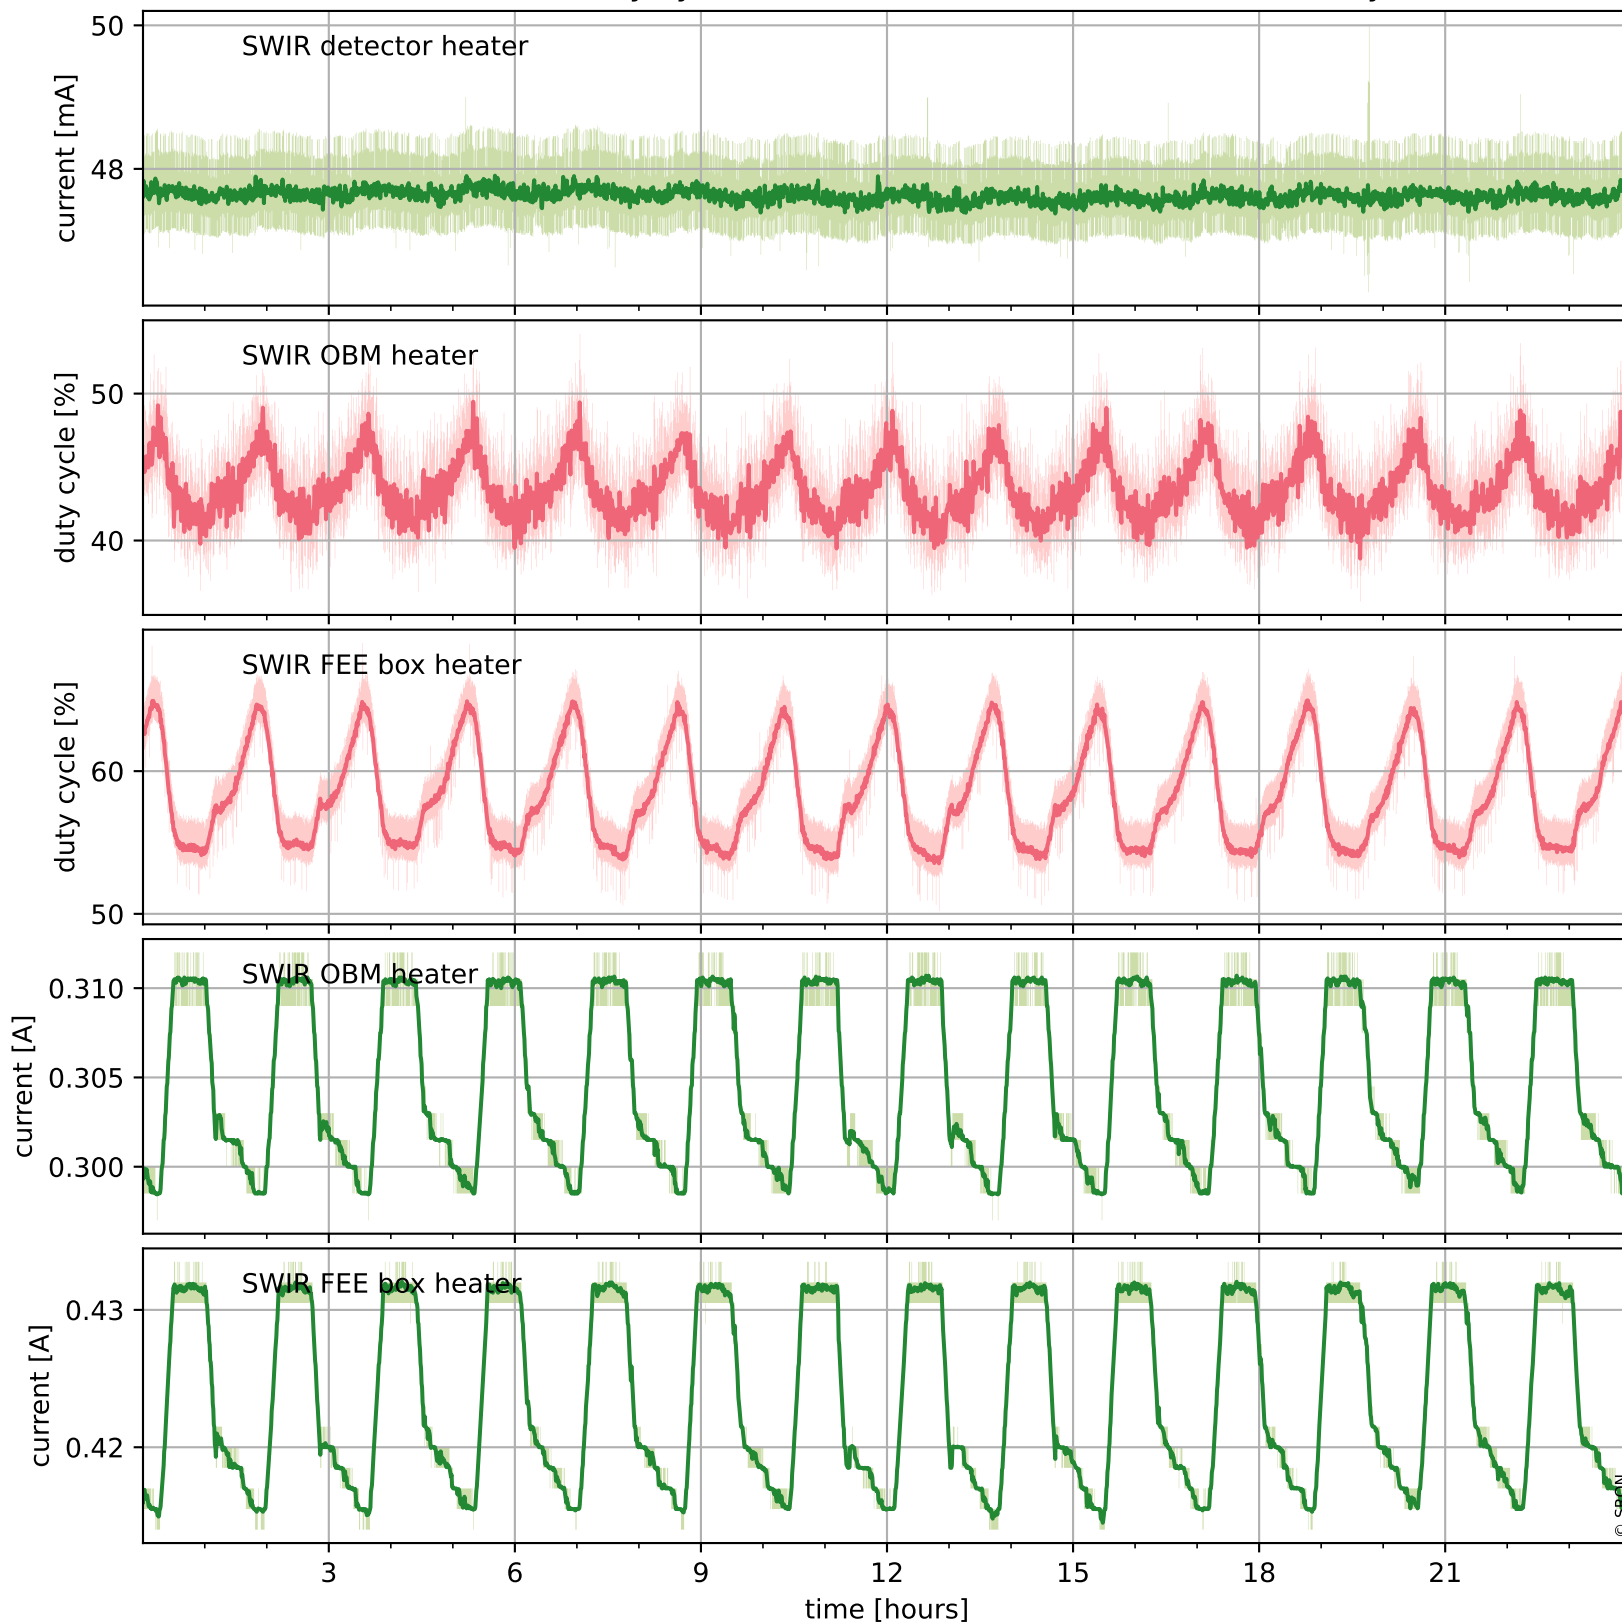 50
SWIR detector heater
48
current [mA]
SWIR OBM heater
50
40
duty cycle [%]
SWIR FEE box heater
60
50
duty cycle [%]
SWIR OBM heater
0.310
0.305
0.300
current [A]
SWIR FEE box heater
0.43
0.42
current [A]
3 6 9 12 15 18 21
time [hours]
© SRON